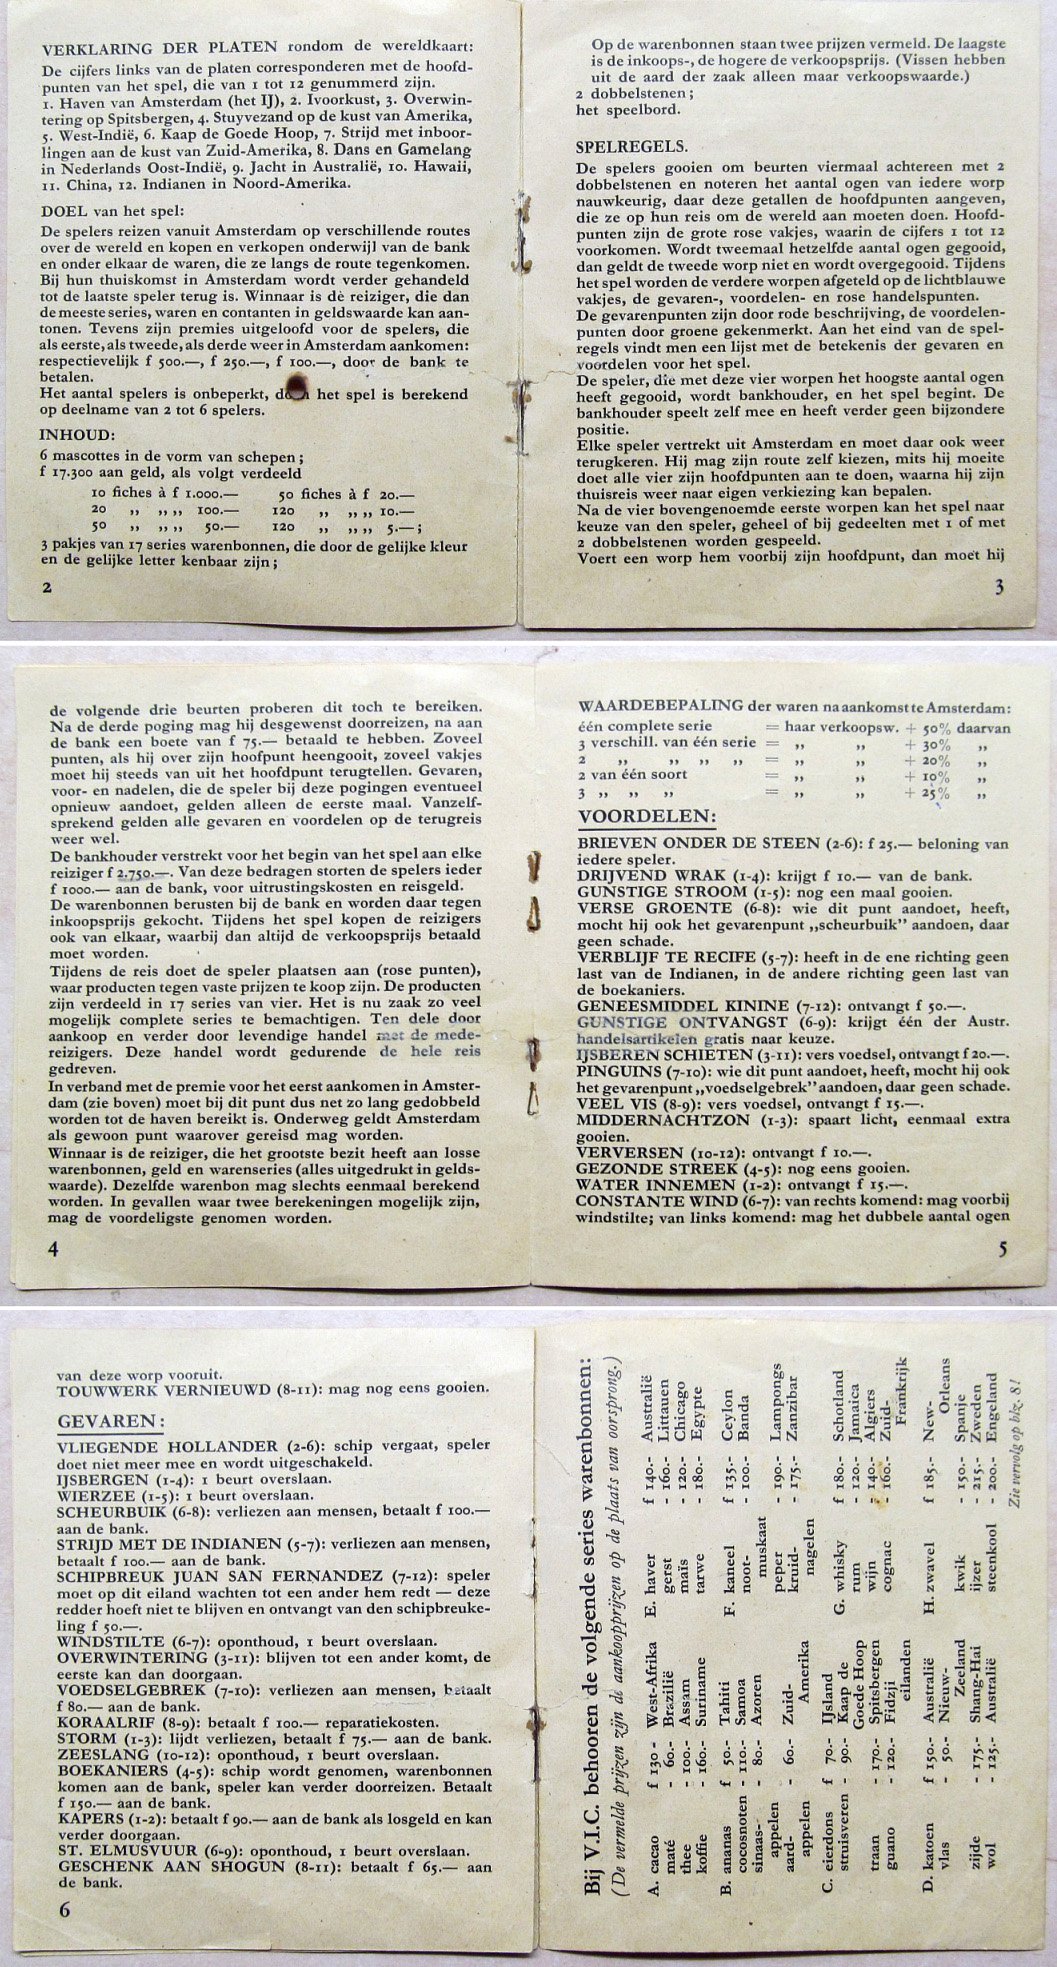 VERKLARING DER PLATEN rondom de wereldkaart:
De cijfers links van de platen corresponderen met de hoofd-
punten van het spel, die van 1 tot 12 genummerd zijn.
1. Haven van Amsterdam (het IJ), 2. Ivoorkust, 3. Overwin-
tering op Spitsbergen, 4. Stuyvezand op de kust van Amerika,
5. West-Indië, 6. Kaap de Goede Hoop, 7. Strijd met inboor-
lingen aan de kust van Zuid-Amerika, 8. Dans en Gamelang
in Nederlands Oost-Indië, 9. Jacht in Australië, 10. Hawaii,
11. China, 12. Indianen in Noord-Amerika.
DOEL van het spel:
De spelers reizen vanuit Amsterdam op verschillende routes
over de wereld en kopen en verkopen onderwijl van de bank
en onder elkaar de waren, die ze langs de route tegenkomen.
Bij hun thuiskomst in Amsterdam wordt verder gehandeld
tot de laatste speler terug is. Winnaar is dè reiziger, die dan
de meeste series, waren en contanten in geldswaarde kan aan-
tonen. Tevens zijn premies uitgeloofd voor de spelers, die
als eerste, als tweede, als derde weer in Amsterdam aankomen:
respectievelijk f 500.—, f 250.—, f 100.—, door de bank te
betalen.
Het aantal spelers is onbeperkt, het spel is berekend
op deelname van 2 tot 6 spelers.
INHOUD:
6 mascottes in de vorm van schepen;
f 17.300 aan geld, als volgt verdeeld
10 fiches à f 1.000.— 50 fiches à f 20.—
20 „ „ „ 100.— 120 „ „ „ 10.—
50 „ „ „ 50.— 120 „ „ „ 5.—;
3 pakjes van 17 series warenbonnen, die door de gelijke kleur
en de gelijke letter kenbaar zijn;
2
Op de warenbonnen staan twee prijzen vermeld. De laagste
is de inkoops-, de hogere de verkoopsprijs. (Vissen hebben
uit de aard der zaak alleen maar verkoopswaarde.)
2 dobbelstenen;
het speelbord.
SPELREGELS.
De spelers gooien om beurten viermaal achtereen met 2
dobbelstenen en noteren het aantal ogen van iedere worp
nauwkeurig, daar deze getallen de hoofdpunten aangeven,
die ze op hun reis om de wereld aan moeten doen. Hoofd-
punten zijn de grote rose vakjes, waarin de cijfers 1 tot 12
voorkomen. Wordt tweemaal hetzelfde aantal ogen gegooid,
dan geldt de tweede worp niet en wordt overgegooid. Tijdens
het spel worden de verdere worpen afgeteld op de lichtblauwe
vakjes, de gevaren-, voordelen- en rose handelspunten.
De gevarenpunten zijn door rode beschrijving, de voordelen-
punten door groene gekenmerkt. Aan het eind van de spel-
regels vindt men een lijst met de betekenis der gevaren en
voordelen voor het spel.
De speler, die met deze vier worpen het hoogste aantal ogen
heeft gegooid, wordt bankhouder, en het spel begint. De
bankhouder speelt zelf mee en heeft verder geen bijzondere
positie.
Elke speler vertrekt uit Amsterdam en moet daar ook weer
terugkeren. Hij mag zijn route zelf kiezen, mits hij moeite
doet alle vier zijn hoofdpunten aan te doen, waarna hij zijn
thuisreis weer naar eigen verkiezing kan bepalen.
Na de vier bovengenoemde eerste worpen kan het spel naar
keuze van den speler, geheel of bij gedeelten met 1 of met
2 dobbelstenen worden gespeeld.
Voert een worp hem voorbij zijn hoofdpunt, dan moet hij
3
de volgende drie beurten proberen dit toch te bereiken.
Na de derde poging mag hij desgewenst doorreizen, na aan
de bank een boete van f 75.— betaald te hebben. Zoveel
punten, als hij over zijn hoofpunt heengooit, zoveel vakjes
moet hij steeds van uit het hoofdpunt terugtellen. Gevaren,
voor- en nadelen, die de speler bij deze pogingen eventueel
opnieuw aandoet, gelden alleen de eerste maal. Vanzelf-
sprekend gelden alle gevaren en voordelen op de terugreis
weer wel.
De bankhouder verstrekt voor het begin van het spel aan elke
reiziger f 2.750.—. Van deze bedragen storten de spelers ieder
f 1000.— aan de bank, voor uitrustingskosten en reisgeld.
De warenbonnen berusten bij de bank en worden daar tegen
inkoopsprijs gekocht. Tijdens het spel kopen de reizigers
ook van elkaar, waarbij dan altijd de verkoopsprijs betaald
moet worden.
Tijdens de reis doet de speler plaatsen aan (rose punten),
waar producten tegen vaste prijzen te koop zijn. De producten
zijn verdeeld in 17 series van vier. Het is nu zaak zo veel
mogelijk complete series te bemachtigen. Ten dele door
aankoop en verder door levendige handel met de mede-
reizigers. Deze handel wordt gedurende de hele reis
gedreven.
In verband met de premie voor het eerst aankomen in Amster-
dam (zie boven) moet bij dit punt dus net zo lang gedobbeld
worden tot de haven bereikt is. Onderweg geldt Amsterdam
als gewoon punt waarover gereisd mag worden.
Winnaar is de reiziger, die het grootste bezit heeft aan losse
warenbonnen, geld en warenseries (alles uitgedrukt in gelds-
waarde). Dezelfde warenbon mag slechts eenmaal berekend
worden. In gevallen waar twee berekeningen mogelijk zijn,
mag de voordeligste genomen worden.
4
WAARDEBEPALING der waren na aankomst te Amsterdam:
één complete serie = haar verkoopsw. + 50% daarvan
3 verschill. van één serie = „ „ + 30% „
2 „ „ „ „ = „ „ + 20% „
2 van één soort = „ „ + 10% „
3 „ „ „ = „ „ + 25% „
VOORDELEN:
BRIEVEN ONDER DE STEEN (2-6): f 25.— beloning van
iedere speler.
DRIJVEND WRAK (1-4): krijgt f 10.— van de bank.
GUNSTIGE STROOM (1-5): nog een maal gooien.
VERSE GROENTE (6-8): wie dit punt aandoet, heeft,
mocht hij ook het gevarenpunt „scheurbuik” aandoen, daar
geen schade.
VERBLIJF TE RECIFE (5-7): heeft in de ene richting geen
last van de Indianen, in de andere richting geen last van
de boekaniers.
GENEESMIDDEL KININE (7-12): ontvangt f 50.—.
GUNSTIGE ONTVANGST (6-9): krijgt één der Austr.
handelsartikelen gratis naar keuze.
IJSBEREN SCHIETEN (3-11): vers voedsel, ontvangt f 20.—.
PINGUINS (7-10): wie dit punt aandoet, heeft, mocht hij ook
het gevarenpunt „voedselgebrek” aandoen, daar geen schade.
VEEL VIS (8-9): vers voedsel, ontvangt f 15.—.
MIDDERNACHTZON (1-3): spaart licht, eenmaal extra
gooien.
VERVERSEN (10-12): ontvangt f 10.—.
GEZONDE STREEK (4-5): nog eens gooien.
WATER INNEMEN (1-2): ontvangt f 15.—.
CONSTANTE WIND (6-7): van rechts komend: mag voorbij
windstilte; van links komend: mag het dubbele aantal ogen
5
van deze worp vooruit.
TOUWWERK VERNIEUWD (8-11): mag nog eens gooien.
GEVAREN:
VLIEGENDE HOLLANDER (2-6): schip vergaat, speler
doet niet meer mee en wordt uitgeschakeld.
IJSBERGEN (1-4): 1 beurt overslaan.
WIERZEE (1-5): 1 beurt overslaan.
SCHEURBUIK (6-8): verliezen aan mensen, betaalt f 100.—
aan de bank.
STRIJD MET DE INDIANEN (5-7): verliezen aan mensen,
betaalt f 100.— aan de bank.
SCHIPBREUK JUAN SAN FERNANDEZ (7-12): speler
moet op dit eiland wachten tot een ander hem redt — deze
redder hoeft niet te blijven en ontvangt van den schipbreuke-
ling f 50.—.
WINDSTILTE (6-7): oponthoud, 1 beurt overslaan.
OVERWINTERING (3-11): blijven tot een ander komt, de
eerste kan dan doorgaan.
VOEDSELGEBREK (7-10): verliezen aan mensen, betaalt
f 80.— aan de bank.
KORAALRIF (8-9): betaalt f 100.— reparatiekosten.
STORM (1-3): lijdt verliezen, betaalt f 75.— aan de bank.
ZEESLANG (10-12): oponthoud, 1 beurt overslaan.
BOEKANIERS (4-5): schip wordt genomen, warenbonnen
komen aan de bank, speler kan verder doorreizen. Betaalt
f 150.— aan de bank.
KAPERS (1-2): betaalt f 90.— aan de bank als losgeld en kan
verder doorgaan.
ST. ELMUSVUUR (6-9): oponthoud, 1 beurt overslaan.
GESCHENK AAN SHOGUN (8-11): betaalt f 65.— aan
de bank.
6
Bij V.I.C. behooren de volgende series warenbonnen:
(De vermelde prijzen zijn de aankoopprijzen op de plaats van oorsprong.)
A. cacao f 130 - West-Afrika
maté - 60.- Brazilië
thee - 100.- Assam
koffie - 160.- Suriname
B. ananas f 50.- Tahiti
cocosnoten - 110.- Samoa
sinaas- - 80.- Azoren
appelen
aard- - 60.- Zuid-
appelen Amerika
C. eierdons f 70.- IJsland
struisveren - 90.- Kaap de
Goede Hoop
traan - 170.- Spitsbergen
guano - 120.- Fidzji
eilanden
D. katoen f 150.- Australië
vlas - 50.- Nieuw-
Zeeland
zijde - 175.- Shang-Hai
wol - 125.- Australië
E. haver f 140.- Australië
gerst - 160.- Littauen
maïs - 120.- Chicago
tarwe - 180.- Egypte
F. kaneel f 135.- Ceylon
noot- - 100.- Banda
muskaat
peper - 190.- Lampongs
kruid- - 175.- Zanzibar
nagelen
G. whisky f 180.- Schotland
rum - 120.- Jamaica
wijn - 140.- Algiers
cognac - 160.- Zuid-
Frankrijk
H. zwavel f 185.- New-
Orleans
kwik - 150.- Spanje
ijzer - 215.- Zweden
steenkool - 200.- Engeland
Zie vervolg op blz. 8!